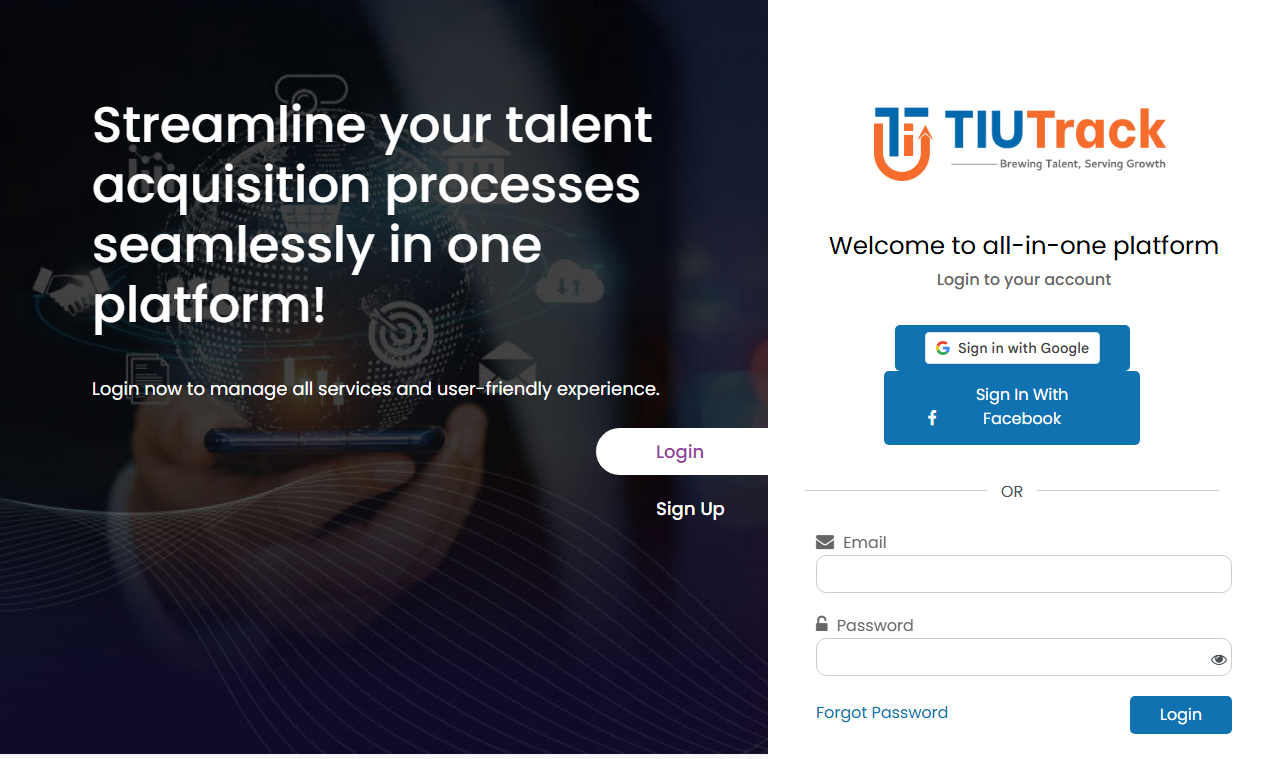 Streamline your talent
acquisition processes
seamlessly in one
platform!
Login now to manage all services and user-friendly experience.
Login
Sign Up
TIUTrack
Brewing Talent, Serving Growth
Welcome to all-in-one platform
Login to your account
Sign in with Google
Sign In With
Facebook
OR
Email
Password
Forgot Password
Login